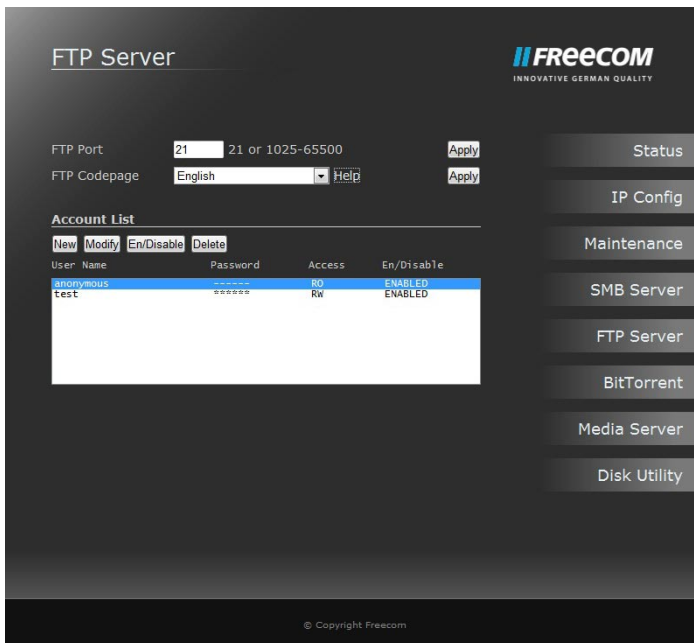 FTP Server
FREECOM
INNOVATIVE GERMAN QUALITY
FTP Port 21 21 or 1025-65500 Apply
FTP Codepage English Help Apply
Account List
New Modify En/Disable Delete
User Name Password Access En/Disable
anonymous ------ RO ENABLED
test ****** RW ENABLED
Status
IP Config
Maintenance
SMB Server
FTP Server
BitTorrent
Media Server
Disk Utility
© Copyright Freecom